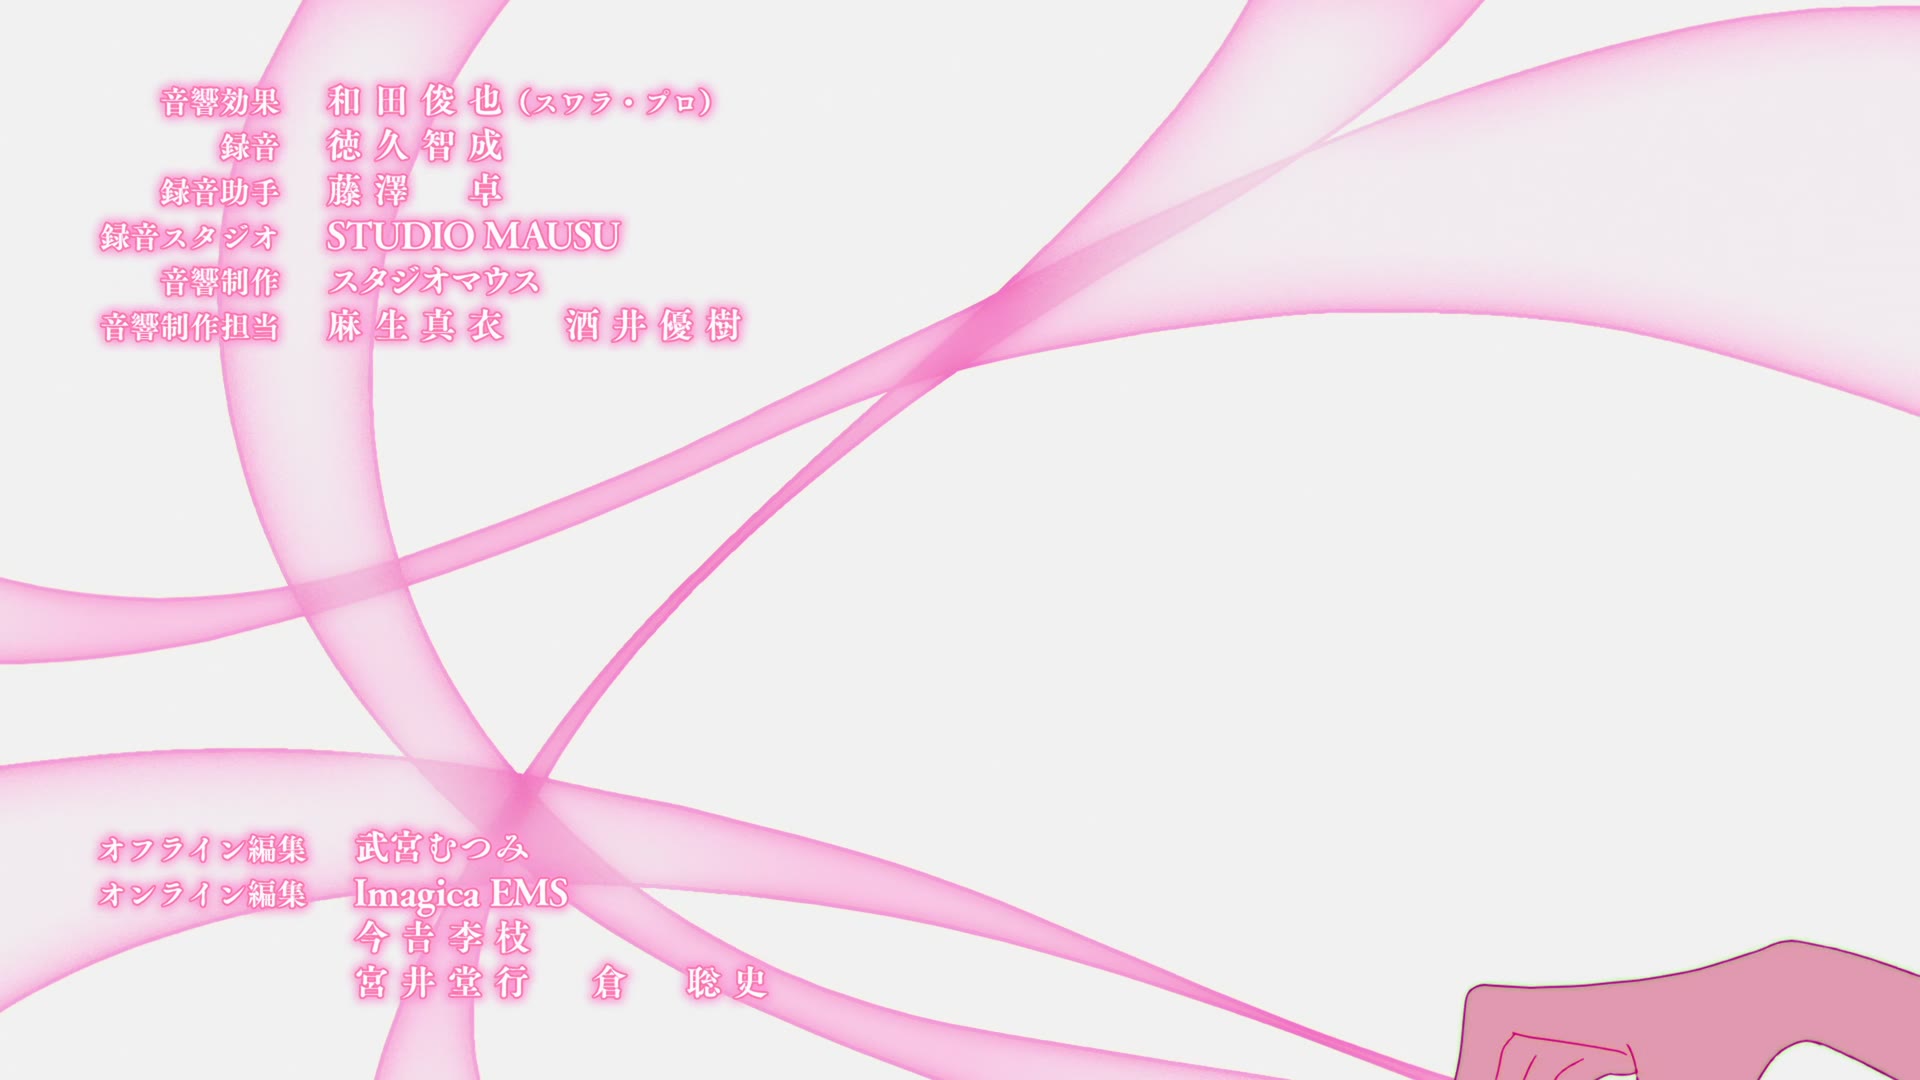 音響効果 和田俊也（スワラ・プロ）
録音 徳久智成
録音助手 藤澤 卓
録音スタジオ STUDIO MAUSU
音響制作 スタジオマウス
音響制作担当 麻生真衣 酒井優樹
オフライン編集 武宮むつみ
オンライン編集 Imagica EMS
今𠮷李枝
宮井堂行 倉 聡史